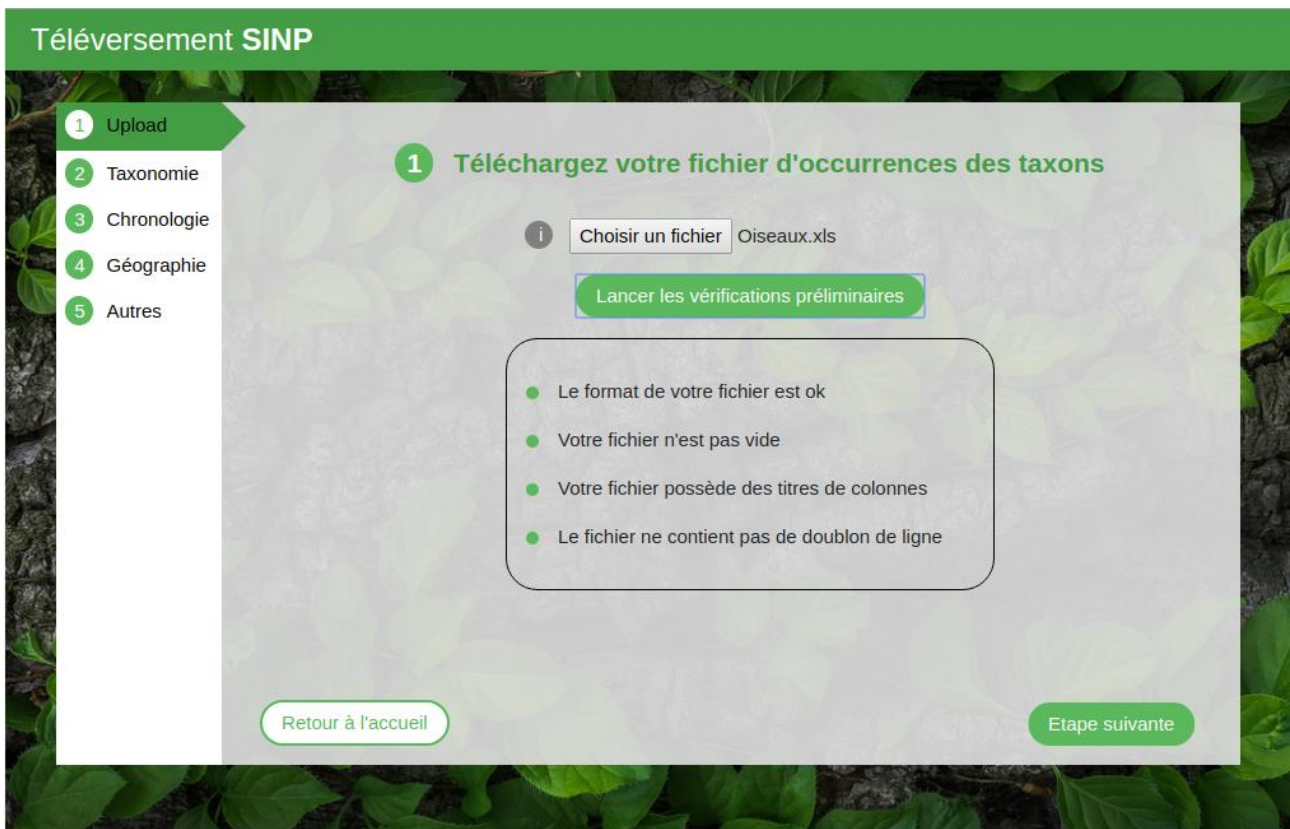 Téléversement SINP
1 Upload
2 Taxonomie
3 Chronologie
4 Géographie
5 Autres
1 Téléchargez votre fichier d'occurrences des taxons
i Choisir un fichier Oiseaux.xls
Lancer les vérifications préliminaires
Le format de votre fichier est ok
Votre fichier n'est pas vide
Votre fichier possède des titres de colonnes
Le fichier ne contient pas de doublon de ligne
Retour à l'accueil
Etape suivante